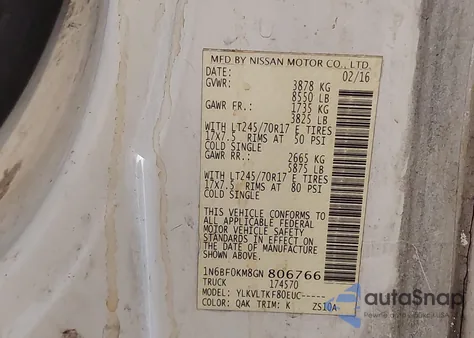 MFD BY NISSAN MOTOR CO., LTD.
DATE: 02/16
GVWR: 3878 KG
8550 LB
GAWR FR.: 1735 KG
3825 LB
WITH LT245/70R17 E TIRES
17X7.5 RIMS AT 50 PSI
COLD SINGLE
GAWR RR.: 2665 KG
5875 LB
WITH LT245/70R17 E TIRES
17X7.5 RIMS AT 80 PSI
COLD SINGLE
THIS VEHICLE CONFORMS TO
ALL APPLICABLE FEDERAL
MOTOR VEHICLE SAFETY
STANDARDS IN EFFECT ON
THE DATE OF MANUFACTURE
SHOWN ABOVE.
1N6BF0KM8GN 806766
TRUCK 174S70
MODEL: YLKVLTKF80EUC-----
COLOR: QAK TRIM: K ZS10A
autoSnap